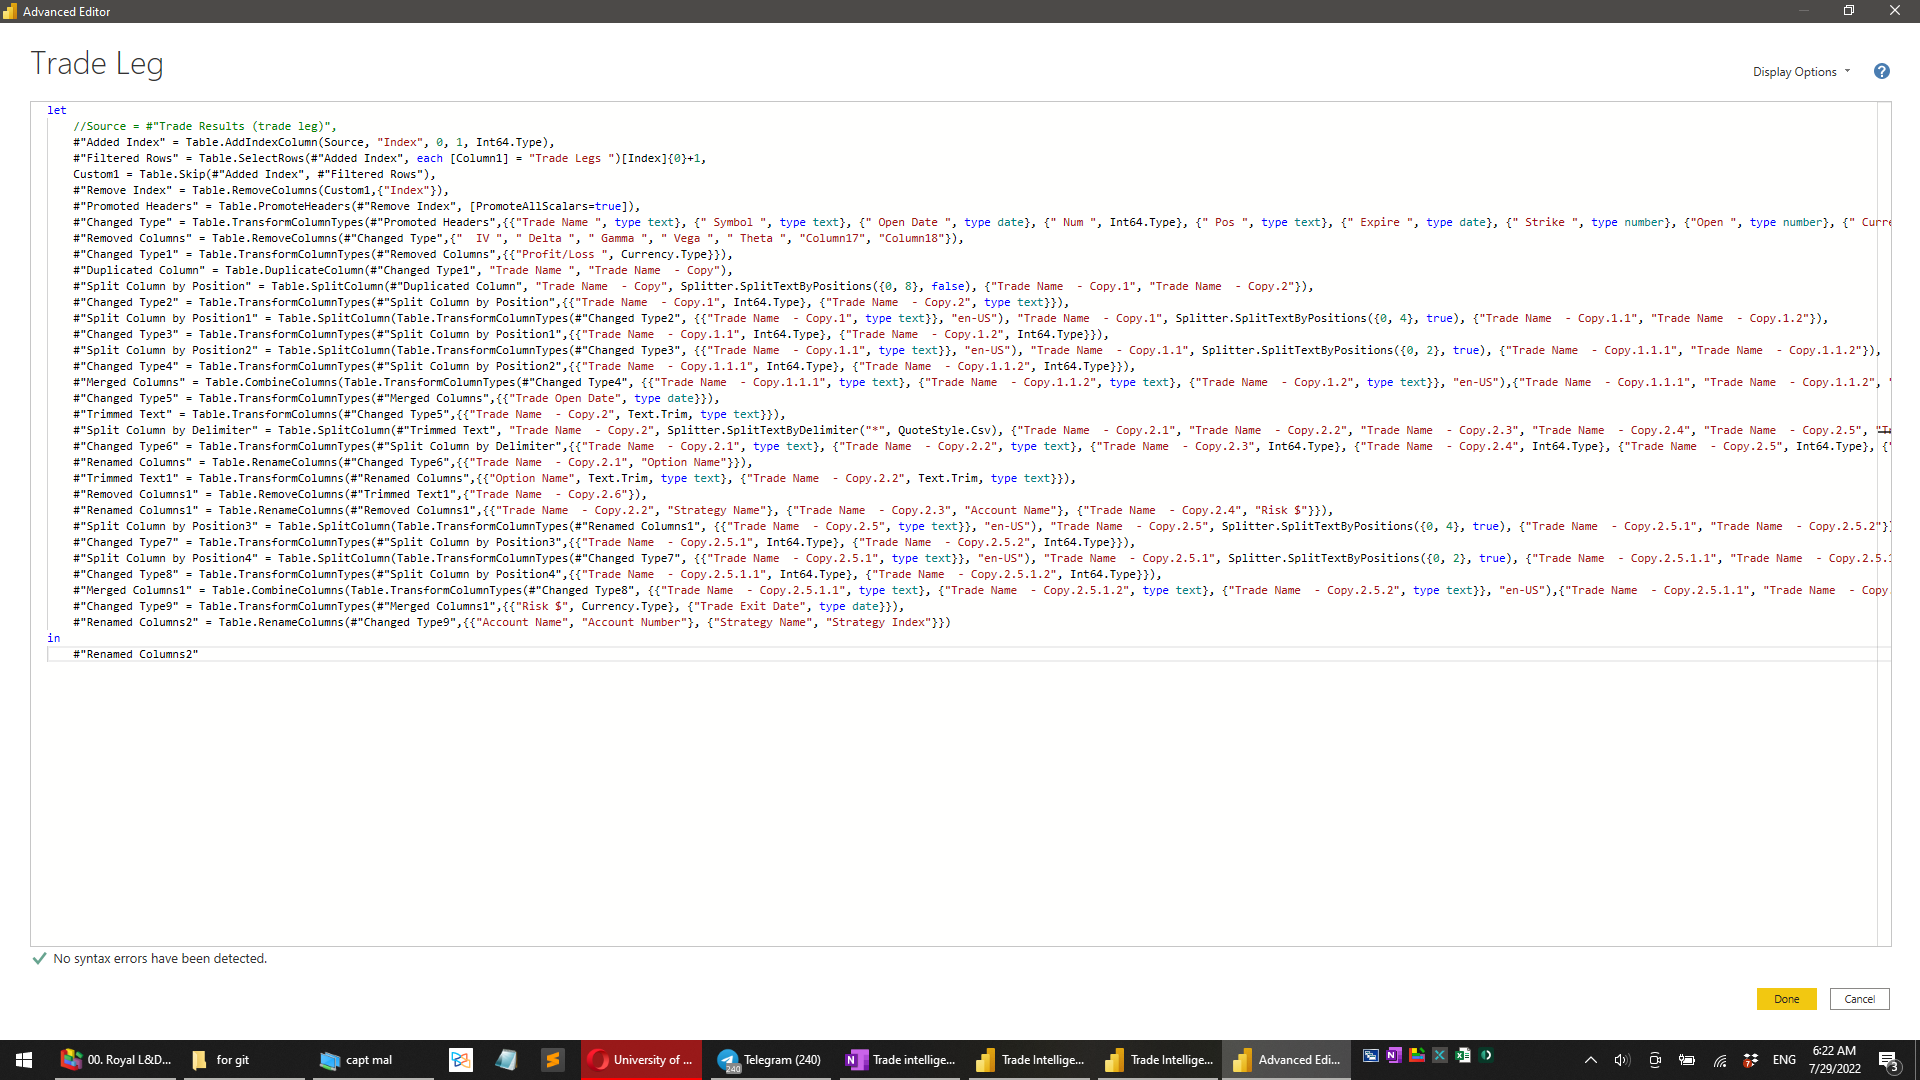 Advanced Editor
Trade Leg
Display Options
?
let
//Source = #"Trade Results (trade leg)",
#"Added Index" = Table.AddIndexColumn(Source, "Index", 0, 1, Int64.Type),
#"Filtered Rows" = Table.SelectRows(#"Added Index", each [Column1] = "Trade Legs ")[Index]{0}+1,
Custom1 = Table.Skip(#"Added Index", #"Filtered Rows"),
#"Remove Index" = Table.RemoveColumns(Custom1,{"Index"}),
#"Promoted Headers" = Table.PromoteHeaders(#"Remove Index", [PromoteAllScalars=true]),
#"Changed Type" = Table.TransformColumnTypes(#"Promoted Headers",{{"Trade Name ", type text}, {" Symbol ", type text}, {" Open Date ", type date}, {" Num ", Int64.Type}, {" Pos ", type text}, {" Expire ", type date}, {" Strike ", type number}, {"Open ", type number}, {" Curre
#"Removed Columns" = Table.RemoveColumns(#"Changed Type",{"  IV ", " Delta ", " Gamma ", " Vega ", " Theta ", "Column17", "Column18"}),
#"Changed Type1" = Table.TransformColumnTypes(#"Removed Columns",{{"Profit/Loss ", Currency.Type}}),
#"Duplicated Column" = Table.DuplicateColumn(#"Changed Type1", "Trade Name ", "Trade Name  - Copy"),
#"Split Column by Position" = Table.SplitColumn(#"Duplicated Column", "Trade Name  - Copy", Splitter.SplitTextByPositions({0, 8}, false), {"Trade Name  - Copy.1", "Trade Name  - Copy.2"}),
#"Changed Type2" = Table.TransformColumnTypes(#"Split Column by Position",{{"Trade Name  - Copy.1", Int64.Type}, {"Trade Name  - Copy.2", type text}}),
#"Split Column by Position1" = Table.SplitColumn(Table.TransformColumnTypes(#"Changed Type2", {{"Trade Name  - Copy.1", type text}}, "en-US"), "Trade Name  - Copy.1", Splitter.SplitTextByPositions({0, 4}, true), {"Trade Name  - Copy.1.1", "Trade Name  - Copy.1.2"}),
#"Changed Type3" = Table.TransformColumnTypes(#"Split Column by Position1",{{"Trade Name  - Copy.1.1", Int64.Type}, {"Trade Name  - Copy.1.2", Int64.Type}}),
#"Split Column by Position2" = Table.SplitColumn(Table.TransformColumnTypes(#"Changed Type3", {{"Trade Name  - Copy.1.1", type text}}, "en-US"), "Trade Name  - Copy.1.1", Splitter.SplitTextByPositions({0, 2}, true), {"Trade Name  - Copy.1.1.1", "Trade Name  - Copy.1.1.2"}),
#"Changed Type4" = Table.TransformColumnTypes(#"Split Column by Position2",{{"Trade Name  - Copy.1.1.1", Int64.Type}, {"Trade Name  - Copy.1.1.2", Int64.Type}}),
#"Merged Columns" = Table.CombineColumns(Table.TransformColumnTypes(#"Changed Type4", {{"Trade Name  - Copy.1.1.1", type text}, {"Trade Name  - Copy.1.1.2", type text}, {"Trade Name  - Copy.1.2", type text}}, "en-US"),{"Trade Name  - Copy.1.1.1", "Trade Name  - Copy.1.1.2", "
#"Changed Type5" = Table.TransformColumnTypes(#"Merged Columns",{{"Trade Open Date", type date}}),
#"Trimmed Text" = Table.TransformColumns(#"Changed Type5",{{"Trade Name  - Copy.2", Text.Trim, type text}}),
#"Split Column by Delimiter" = Table.SplitColumn(#"Trimmed Text", "Trade Name  - Copy.2", Splitter.SplitTextByDelimiter("*", QuoteStyle.Csv), {"Trade Name  - Copy.2.1", "Trade Name  - Copy.2.2", "Trade Name  - Copy.2.3", "Trade Name  - Copy.2.4", "Trade Name  - Copy.2.5", "T
#"Changed Type6" = Table.TransformColumnTypes(#"Split Column by Delimiter",{{"Trade Name  - Copy.2.1", type text}, {"Trade Name  - Copy.2.2", type text}, {"Trade Name  - Copy.2.3", Int64.Type}, {"Trade Name  - Copy.2.4", Int64.Type}, {"Trade Name  - Copy.2.5", Int64.Type}, {"
#"Renamed Columns" = Table.RenameColumns(#"Changed Type6",{{"Trade Name  - Copy.2.1", "Option Name"}}),
#"Trimmed Text1" = Table.TransformColumns(#"Renamed Columns",{{"Option Name", Text.Trim, type text}, {"Trade Name  - Copy.2.2", Text.Trim, type text}}),
#"Removed Columns1" = Table.RemoveColumns(#"Trimmed Text1",{"Trade Name  - Copy.2.6"}),
#"Renamed Columns1" = Table.RenameColumns(#"Removed Columns1",{{"Trade Name  - Copy.2.2", "Strategy Name"}, {"Trade Name  - Copy.2.3", "Account Name"}, {"Trade Name  - Copy.2.4", "Risk $"}}),
#"Split Column by Position3" = Table.SplitColumn(Table.TransformColumnTypes(#"Renamed Columns1", {{"Trade Name  - Copy.2.5", type text}}, "en-US"), "Trade Name  - Copy.2.5", Splitter.SplitTextByPositions({0, 4}, true), {"Trade Name  - Copy.2.5.1", "Trade Name  - Copy.2.5.2"}
#"Changed Type7" = Table.TransformColumnTypes(#"Split Column by Position3",{{"Trade Name  - Copy.2.5.1", Int64.Type}, {"Trade Name  - Copy.2.5.2", Int64.Type}}),
#"Split Column by Position4" = Table.SplitColumn(Table.TransformColumnTypes(#"Changed Type7", {{"Trade Name  - Copy.2.5.1", type text}}, "en-US"), "Trade Name  - Copy.2.5.1", Splitter.SplitTextByPositions({0, 2}, true), {"Trade Name  - Copy.2.5.1.1", "Trade Name  - Copy.2.5.1
#"Changed Type8" = Table.TransformColumnTypes(#"Split Column by Position4",{{"Trade Name  - Copy.2.5.1.1", Int64.Type}, {"Trade Name  - Copy.2.5.1.2", Int64.Type}}),
#"Merged Columns1" = Table.CombineColumns(Table.TransformColumnTypes(#"Changed Type8", {{"Trade Name  - Copy.2.5.1.1", type text}, {"Trade Name  - Copy.2.5.1.2", type text}, {"Trade Name  - Copy.2.5.2", type text}}, "en-US"),{"Trade Name  - Copy.2.5.1.1", "Trade Name  - Copy.
#"Changed Type9" = Table.TransformColumnTypes(#"Merged Columns1",{{"Risk $", Currency.Type}, {"Trade Exit Date", type date}}),
#"Renamed Columns2" = Table.RenameColumns(#"Changed Type9",{{"Account Name", "Account Number"}, {"Strategy Name", "Strategy Index"}})
in
#"Renamed Columns2"
No syntax errors have been detected.
Done
Cancel
00. Royal L&D...
for git
capt mal
University of ...
Telegram (240)
240
Trade intellige...
Trade Intellige...
Trade Intellige...
Advanced Edi...
ENG
6:22 AM
7/29/2022
3